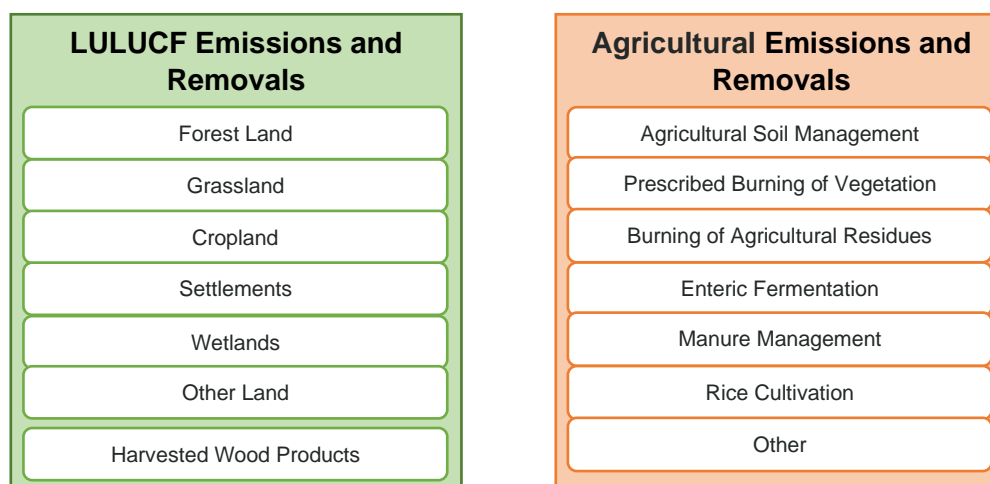 LULUCF Emissions and
Removals
Forest Land
Grassland
Cropland
Settlements
Wetlands
Other Land
Harvested Wood Products
Agricultural Emissions and
Removals
Agricultural Soil Management
Prescribed Burning of Vegetation
Burning of Agricultural Residues
Enteric Fermentation
Manure Management
Rice Cultivation
Other